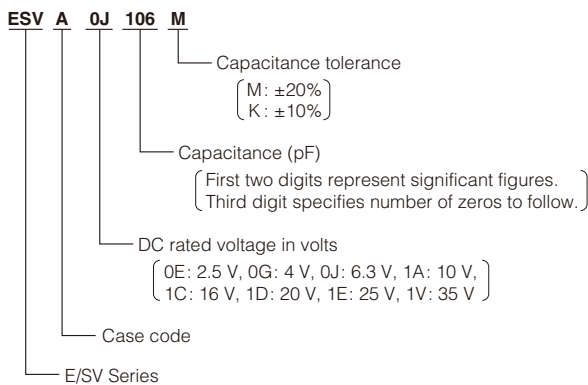 ESV A 0J 106 M
Capacitance tolerance
M: ±20%
K: ±10%
Capacitance (pF)
First two digits represent significant figures.
Third digit specifies number of zeros to follow.
DC rated voltage in volts
0E: 2.5 V, 0G: 4 V, 0J: 6.3 V, 1A: 10 V,
1C: 16 V, 1D: 20 V, 1E: 25 V, 1V: 35 V
Case code
E/SV Series